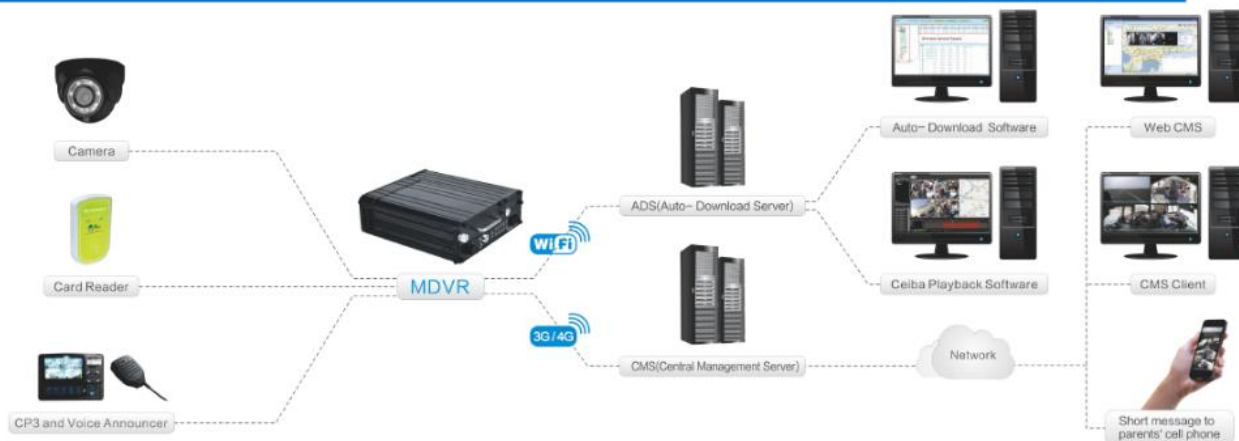 Camera
Card Reader
CP3 and Voice Announcer
MDVR
WiFi
3G/4G
ADS(Auto- Download Server)
CMS(Central Management Server)
Auto- Download Software
Ceiba Playback Software
Network
Web CMS
CMS Client
Short message to
parents' cell phone